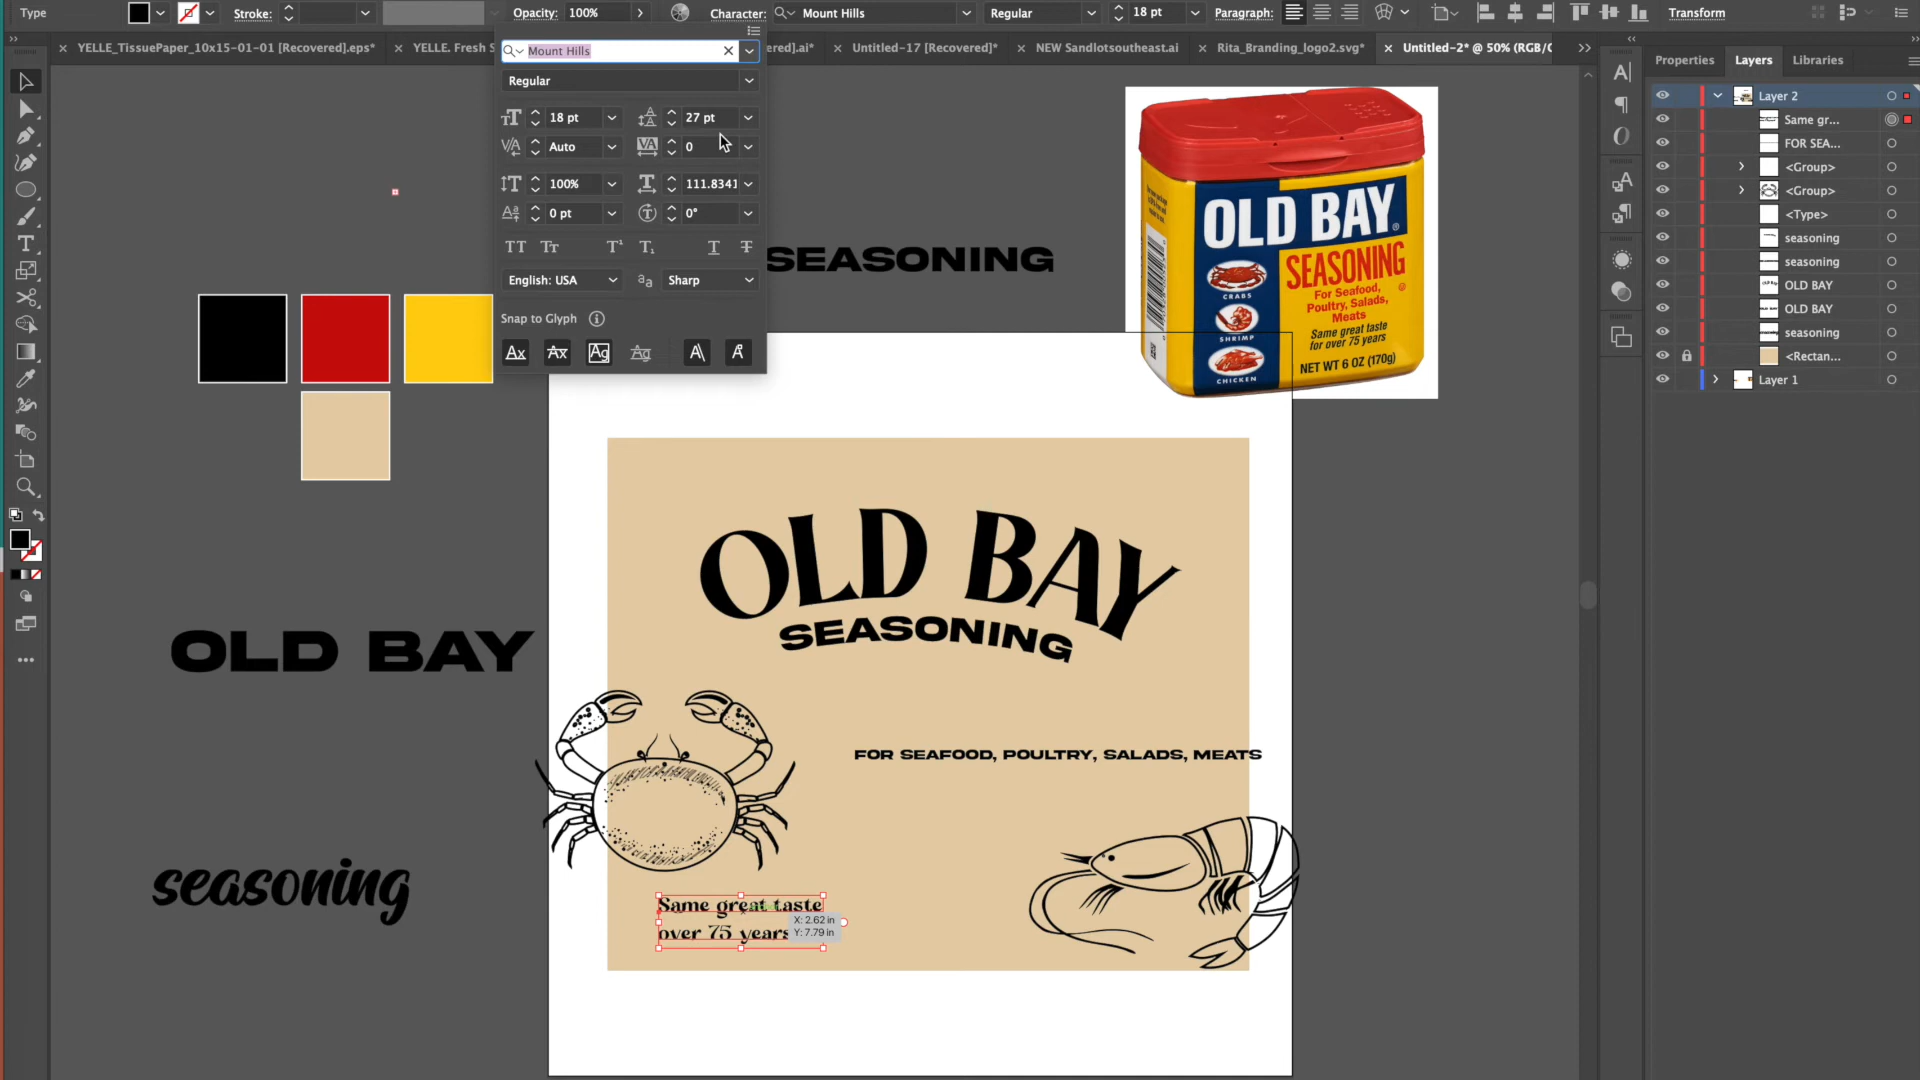 Type
Stroke:
Opacity: 100%
Character: Mount Hills
Regular
18 pt
Paragraph:
Transform
YELLE_TissuePaper_10x15-01-01 [Recovered].eps*
YELLE. Fresh S
ered].ai*
Untitled-17 [Recovered]*
NEW Sandlotsoutheast.ai
Rita_Branding_logo2.svg*
Untitled-2* @ 50% (RGB/C
Mount Hills
Regular
18 pt
27 pt
Auto
0
100%
111.8341
0 pt
0°
English: USA
Sharp
Snap to Glyph
Properties
Layers
Libraries
Layer 2
Same gr...
FOR SEA...
<Group>
<Group>
<Type>
seasoning
seasoning
OLD BAY
OLD BAY
seasoning
<Rectan...
Layer 1
SEASONING
OLD BAY®
SEASONING
For Seafood,
Poultry, Salads,
Meats
Same great taste
for over 75 years
NET WT 6 OZ (170g)
CRABS
SHRIMP
CHICKEN
OLD BAY
SEASONING
OLD BAY
FOR SEAFOOD, POULTRY, SALADS, MEATS
seasoning
Same great taste
over 75 years
X: 2.62 in
Y: 7.79 in